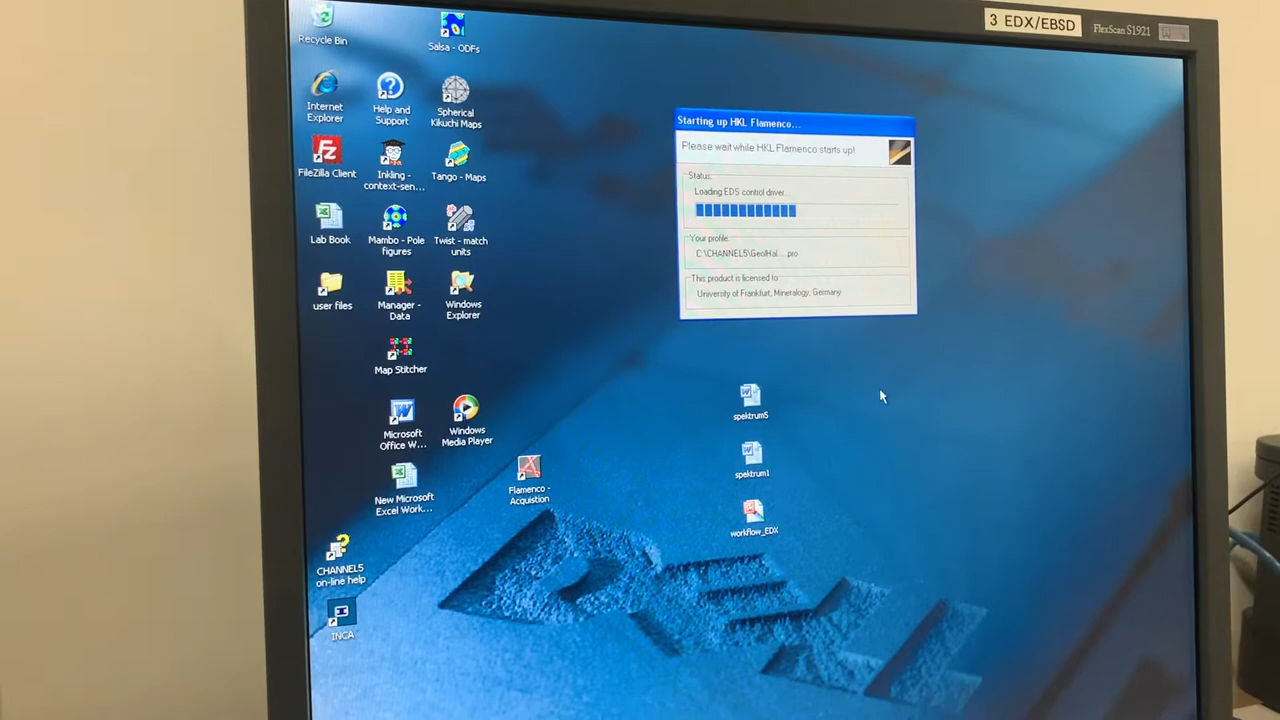 3 EDX/EBSD
FlexScan S1921
Recycle Bin
Salsa - ODFs
Internet
Explorer
Help and
Support
Spherical
Kikuchi Maps
FileZilla Client
Inkling -
context-sen...
Tango - Maps
Lab Book
Mambo - Pole
figures
Twist - match
units
user files
Manager -
Data
Windows
Explorer
Map Stitcher
Microsoft
Office W...
Windows
Media Player
New Microsoft
Excel Work...
Flamenco -
Acquistion
CHANNEL5
on-line help
INCA
Starting up HKL Flamenco...
Please wait while HKL Flamenco starts up!
Status:
Loading EDS control driver...
Your profile:
C:\CHANNEL5\GeolHal....pro
This product is licensed to
University of Frankfurt, Mineralogy, Germany
spektrum5
spektrum1
workflow_EDX
DELL